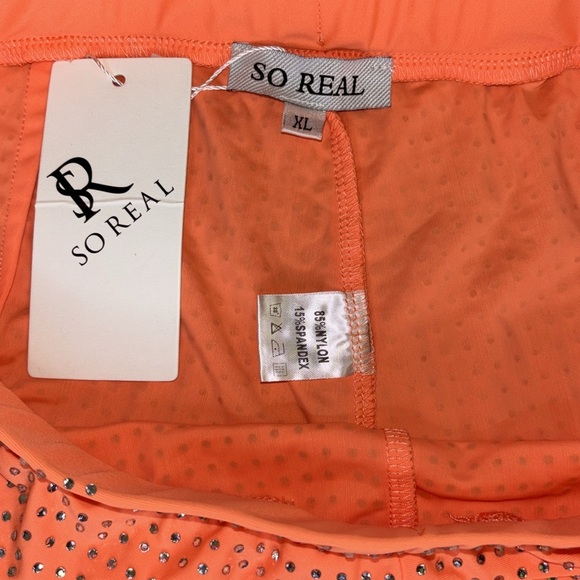 SR
SO REAL
SO REAL
XL
85%NYLON
15%SPANDEX